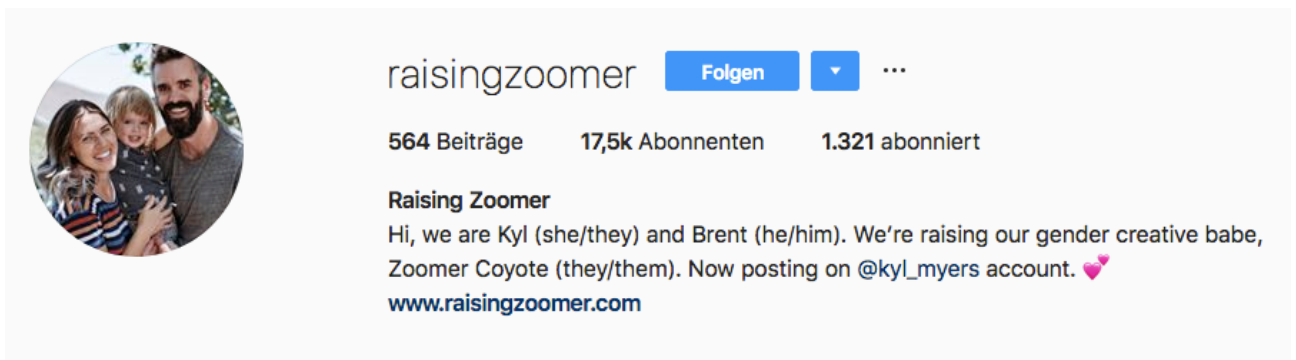 raisingzoomer Folgen ...
564 Beiträge 17,5k Abonnenten 1.321 abonniert
Raising Zoomer
Hi, we are Kyl (she/they) and Brent (he/him). We’re raising our gender creative babe,
Zoomer Coyote (they/them). Now posting on @kyl_myers account. 💕
www.raisingzoomer.com